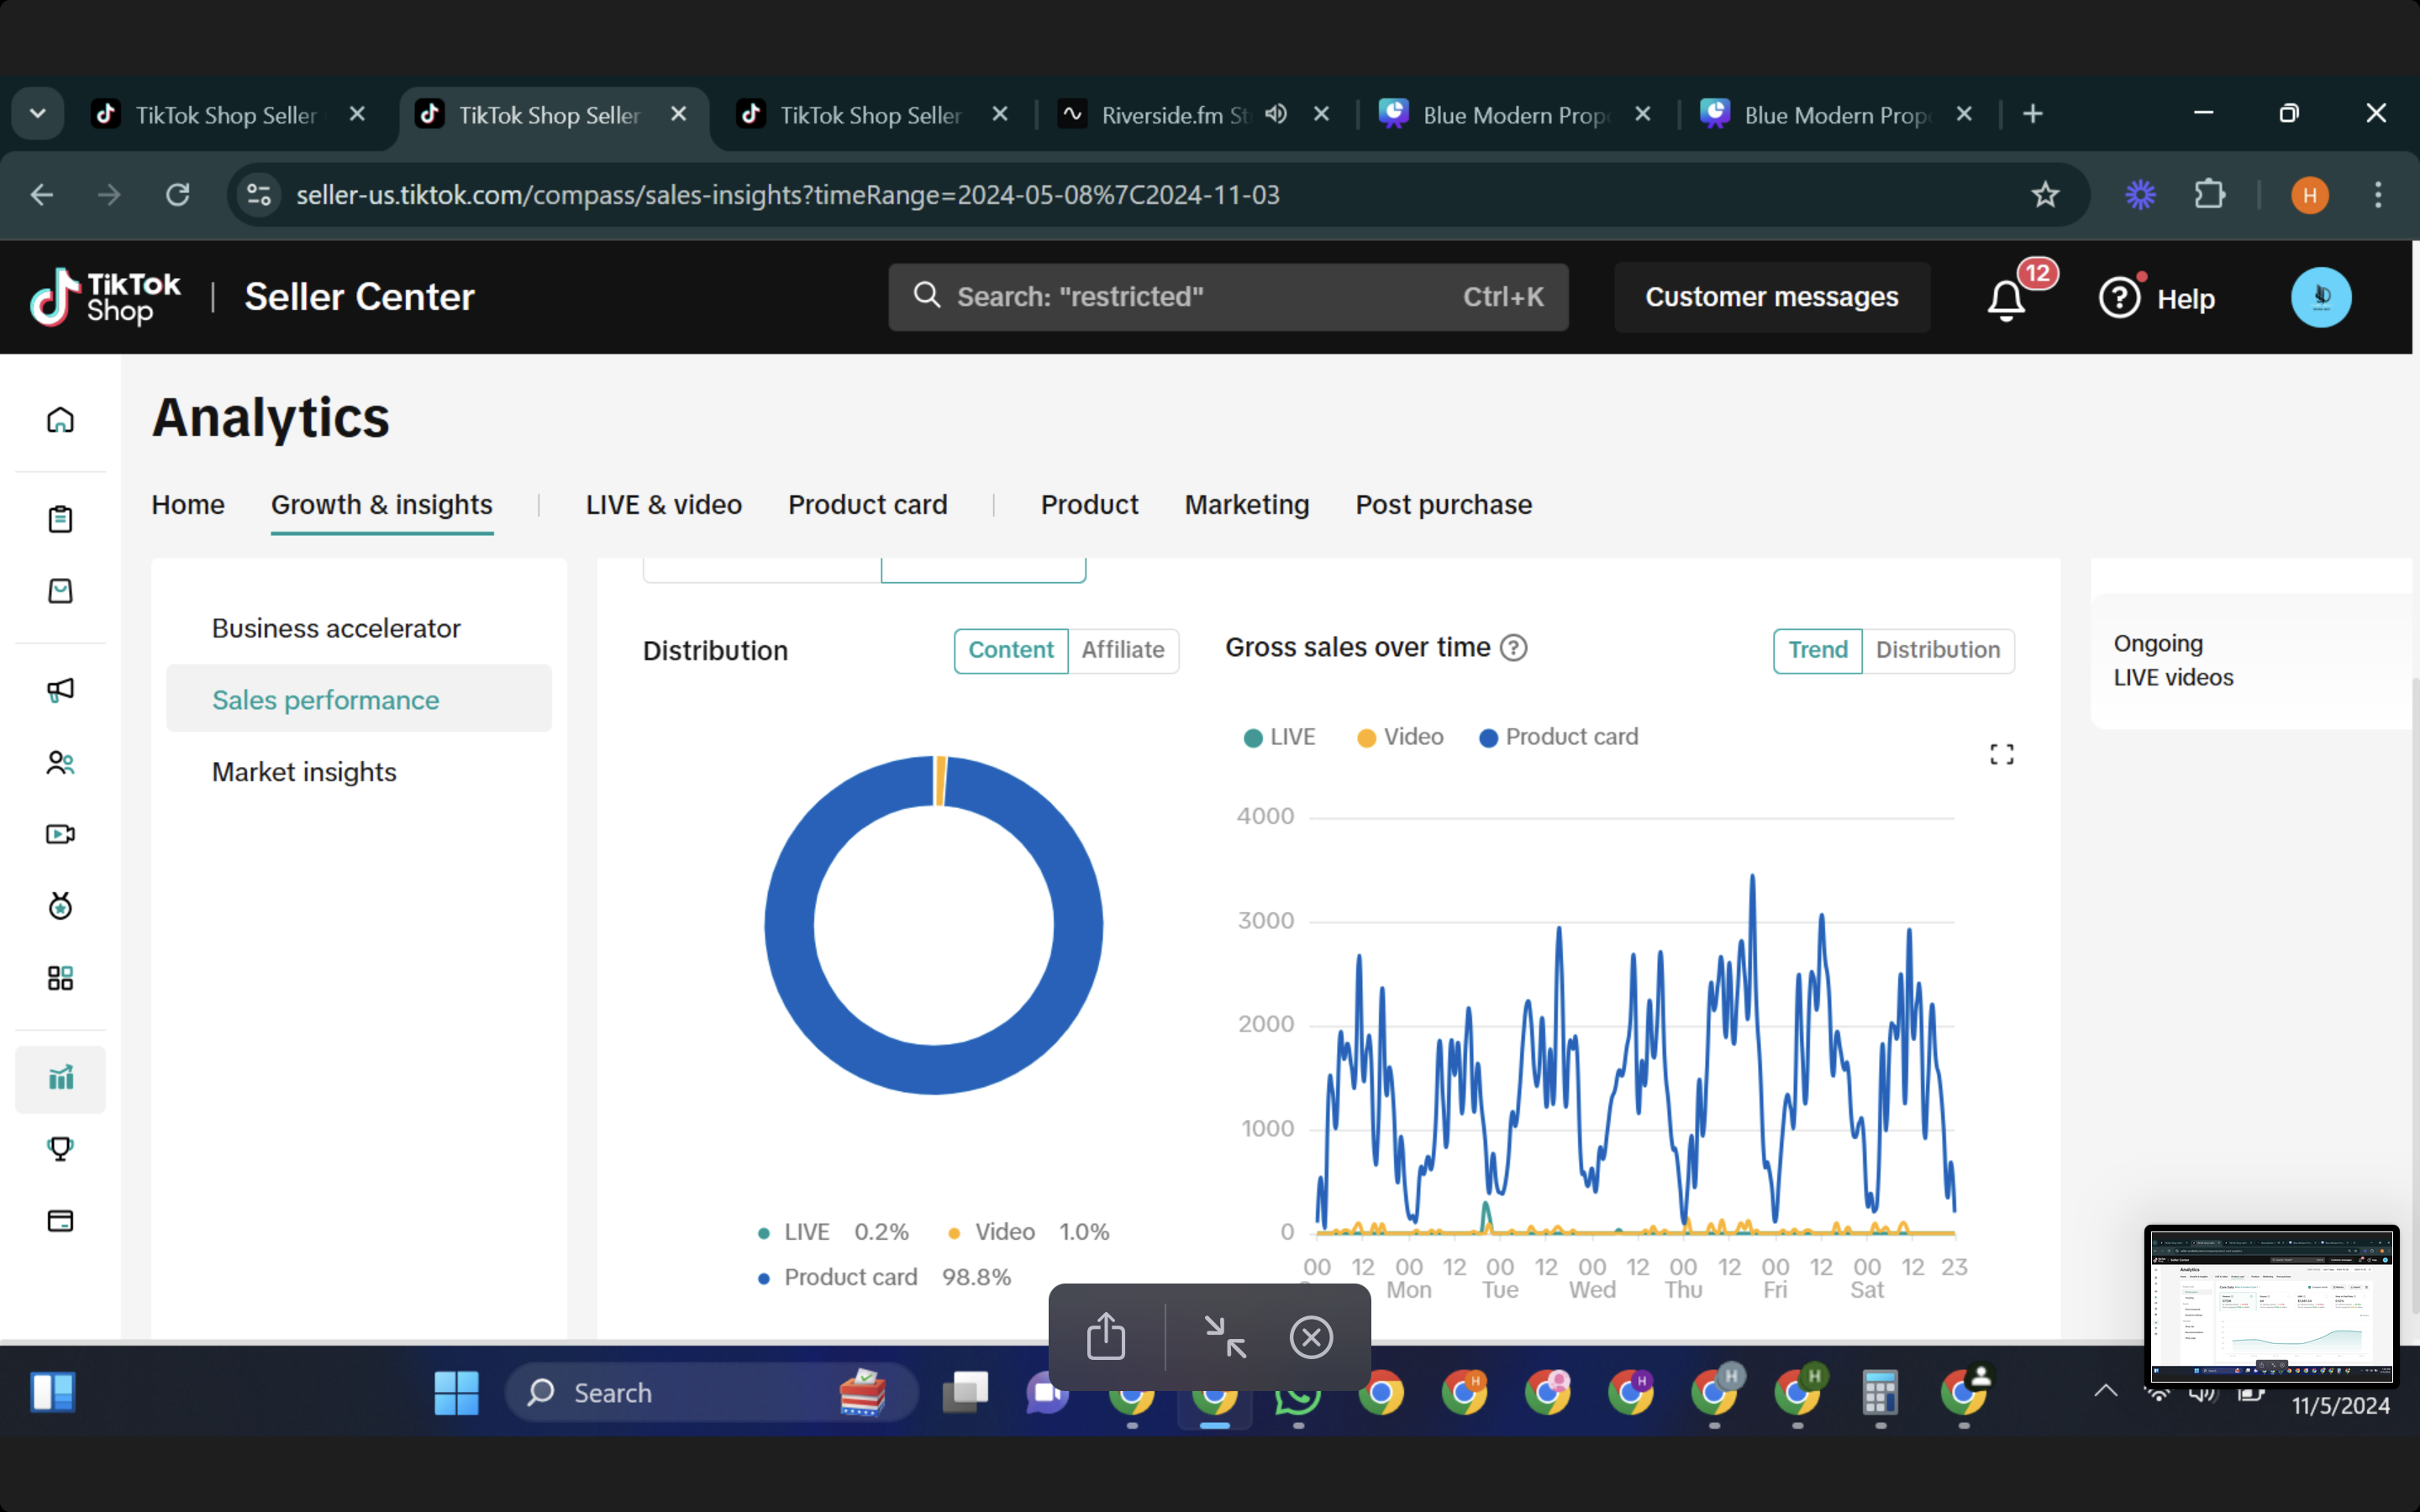 TikTok Shop Seller
TikTok Shop Seller
TikTok Shop Seller
Riverside.fm St
Blue Modern Prop
Blue Modern Prop
seller-us.tiktok.com/compass/sales-insights?timeRange=2024-05-08%7C2024-11-03
H
TikTok
Shop
Seller Center
Search: "restricted"
Ctrl+K
Customer messages
12
Help
Analytics
Home
Growth & insights
LIVE & video
Product card
Product
Marketing
Post purchase
Business accelerator
Sales performance
Market insights
Distribution
Content
Affiliate
LIVE 0.2%
Video 1.0%
Product card 98.8%
Gross sales over time
Trend
Distribution
LIVE
Video
Product card
4000
3000
2000
1000
0
00 12 00 12 00 12 00 12 00 12 00 12 00 12 23
Mon Tue Wed Thu Fri Sat
Ongoing
LIVE videos
Search
H
H
H
H
11/5/2024